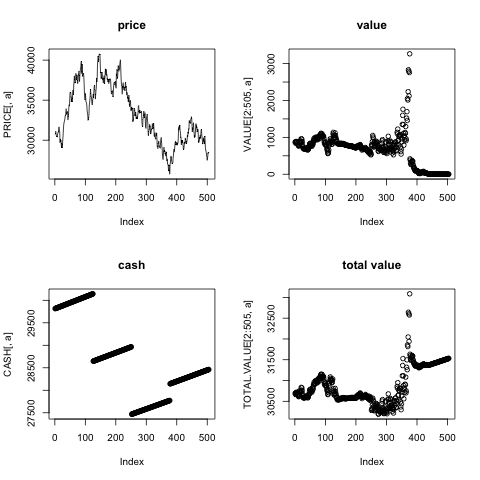 price
PRICE[, a]
30000 35000 40000
0 100 200 300 400 500
Index
value
VALUE[2:505, a]
0 1000 2000 3000
0 100 200 300 400 500
Index
cash
CASH[, a]
27500 28500 29500
0 100 200 300 400 500
Index
total value
TOTAL.VALUE[2:505, a]
30500 31500 32500
0 100 200 300 400 500
Index